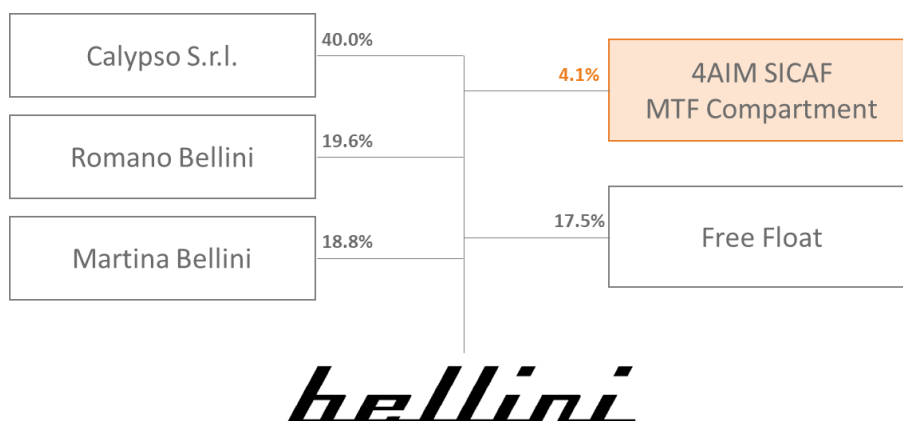 Calypso S.r.l.
40.0%
4.1%
4AIM SICAF
MTF Compartment
Romano Bellini
19.6%
Martina Bellini
18.8%
17.5%
Free Float
bellini